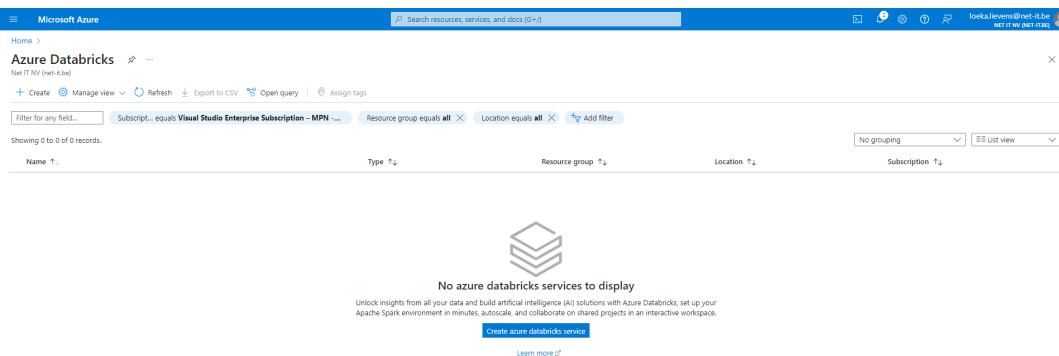 Microsoft Azure
Search resources, services, and docs (G+/)
2
loeka.lievens@net-it.be
NET IT NV (NET-IT.BE)
Home >
Azure Databricks
Net IT NV (net-it.be)
Create Manage view Refresh Export to CSV Open query Assign tags
Filter for any field... Subscript... equals Visual Studio Enterprise Subscription – MPN -... Resource group equals all Location equals all Add filter
Showing 0 to 0 of 0 records.
No grouping List view
Name Type Resource group Location Subscription
No azure databricks services to display
Unlock insights from all your data and build artificial intelligence (AI) solutions with Azure Databricks, set up your
Apache Spark environment in minutes, autoscale, and collaborate on shared projects in an interactive workspace.
Create azure databricks service
Learn more